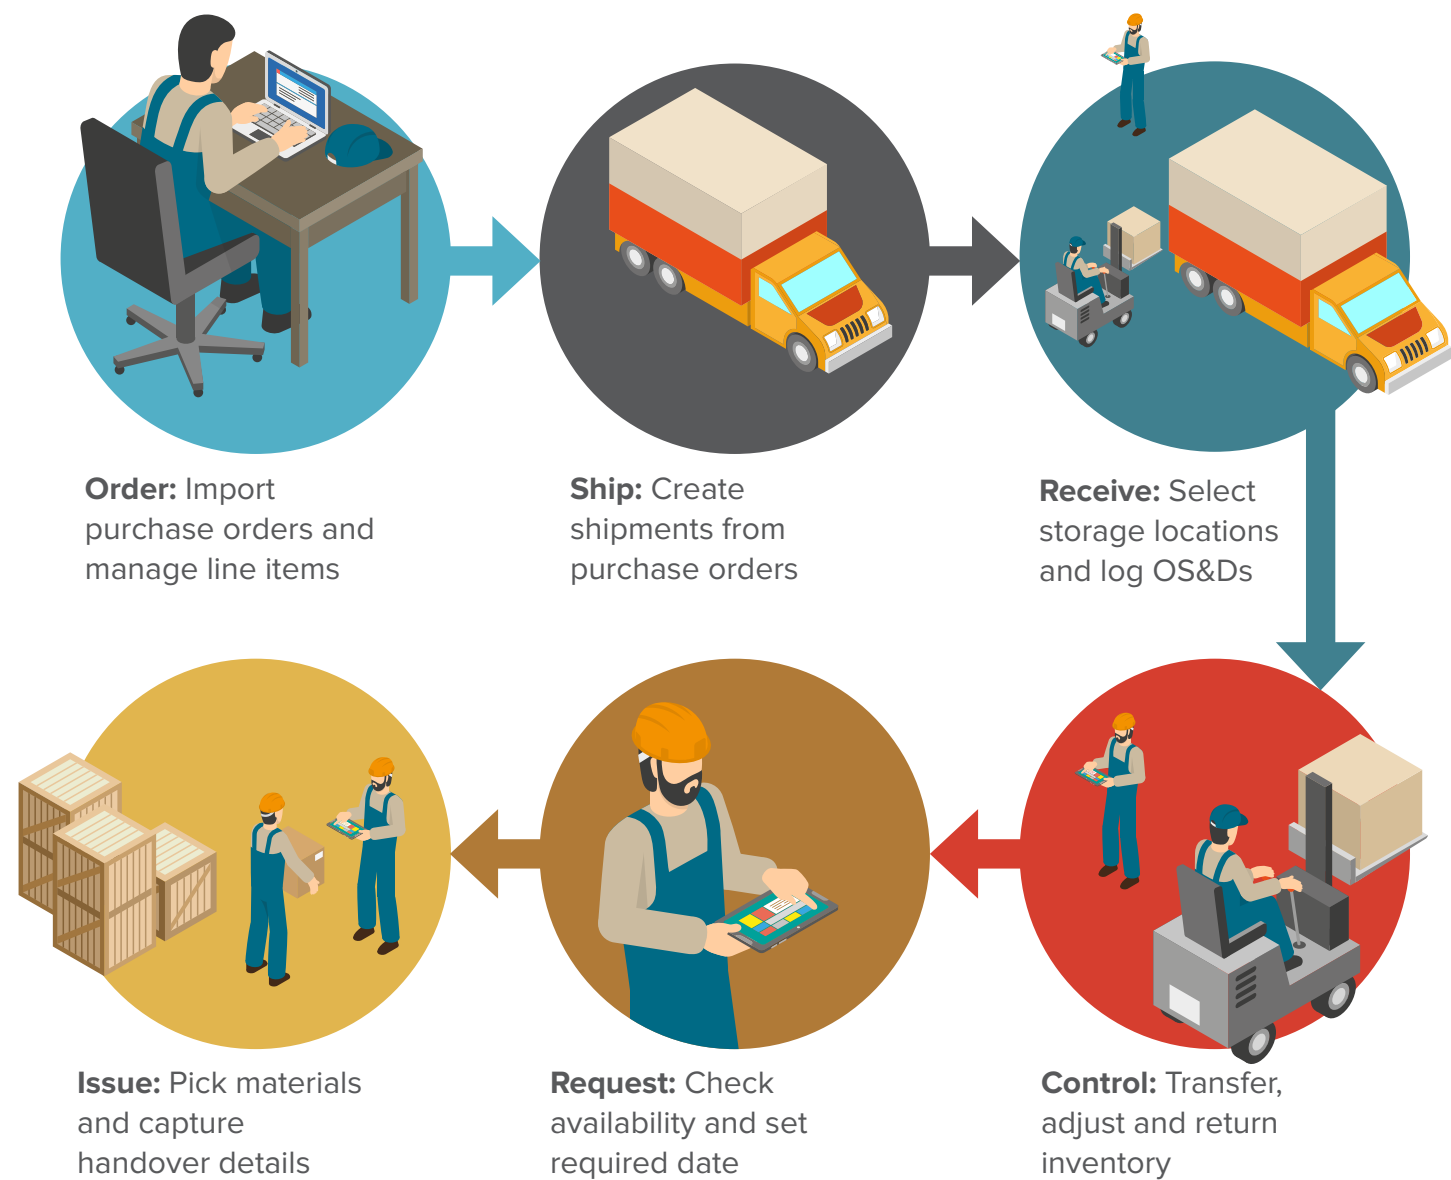 Order: Import
purchase orders and
manage line items
Ship: Create
shipments from
purchase orders
Receive: Select
storage locations
and log OS&Ds
Issue: Pick materials
and capture
handover details
Request: Check
availability and set
required date
Control: Transfer,
adjust and return
inventory